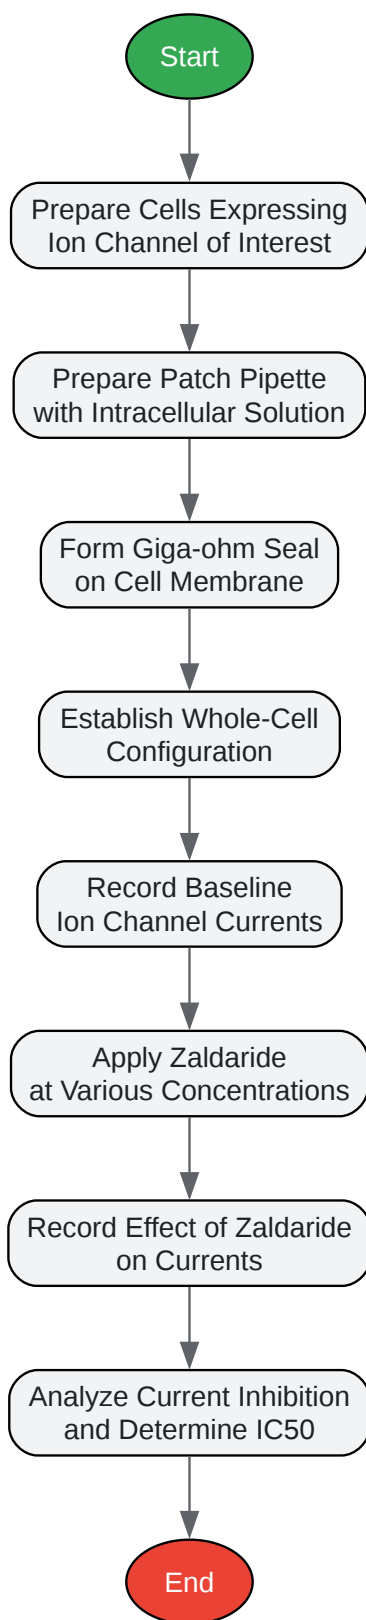 Start
Prepare Cells Expressing
Ion Channel of Interest
Prepare Patch Pipette
with Intracellular Solution
Form Giga-ohm Seal
on Cell Membrane
Establish Whole-Cell
Configuration
Record Baseline
Ion Channel Currents
Apply Zaldaride
at Various Concentrations
Record Effect of Zaldaride
on Currents
Analyze Current Inhibition
and Determine IC50
End